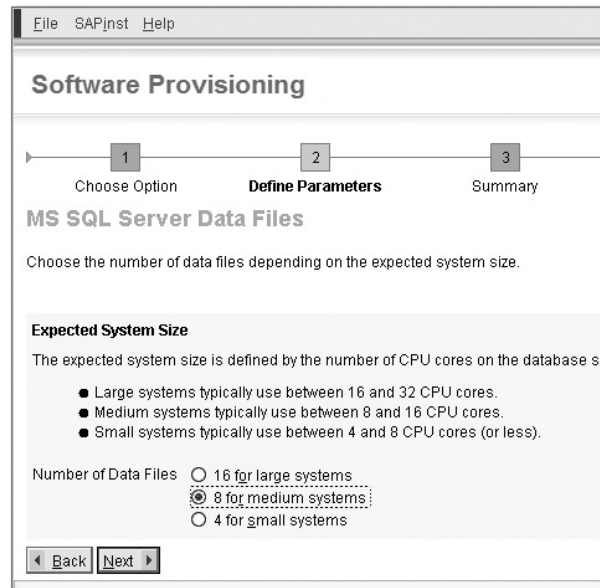 File SAPinst Help
Software Provisioning
1 2 3
Choose Option Define Parameters Summary
MS SQL Server Data Files
Choose the number of data files depending on the expected system size.
Expected System Size
The expected system size is defined by the number of CPU cores on the database s
● Large systems typically use between 16 and 32 CPU cores.
● Medium systems typically use between 8 and 16 CPU cores.
● Small systems typically use between 4 and 8 CPU cores (or less).
Number of Data Files 16 for large systems
8 for medium systems
4 for small systems
Back Next